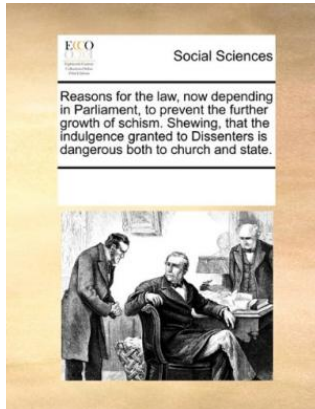 ECCO
Social Sciences
Reasons for the law, now depending
in Parliament, to prevent the further
growth of schism. Shewing, that the
indulgence granted to Dissenters is
dangerous both to church and state.